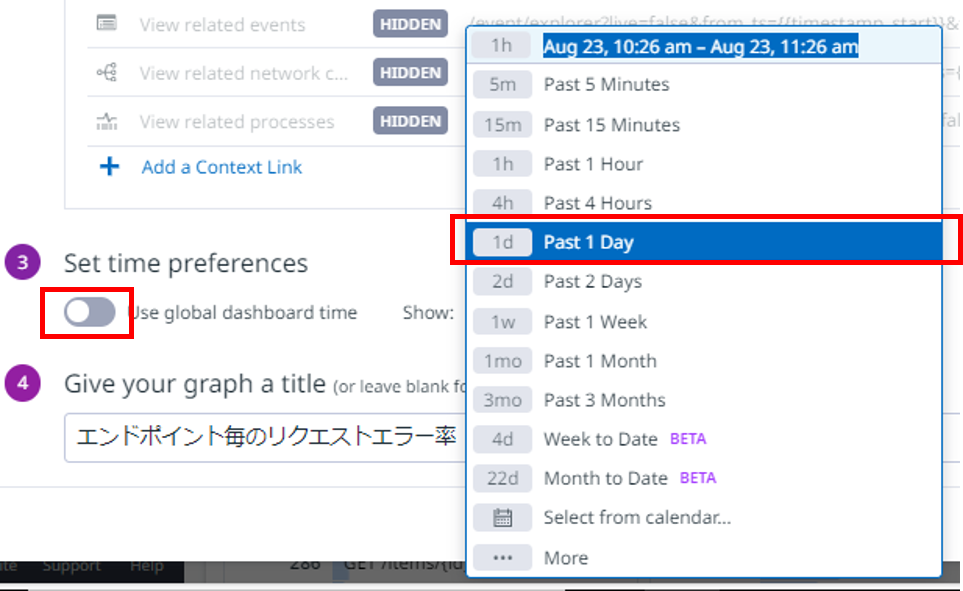 View related events HIDDEN /event/explorer?live=false&from_ts={{timestamp_start}}&
View related network c... HIDDEN
View related processes HIDDEN
Add a Context Link
1h Aug 23, 10:26 am – Aug 23, 11:26 am
5m Past 5 Minutes
15m Past 15 Minutes
1h Past 1 Hour
4h Past 4 Hours
1d Past 1 Day
2d Past 2 Days
1w Past 1 Week
1mo Past 1 Month
3mo Past 3 Months
4d Week to Date BETA
22d Month to Date BETA
Select from calendar...
More
3 Set time preferences
Use global dashboard time Show:
4 Give your graph a title (or leave blank
エンドポイント毎のリクエストエラー率
Support Help 286 GET /items/{id